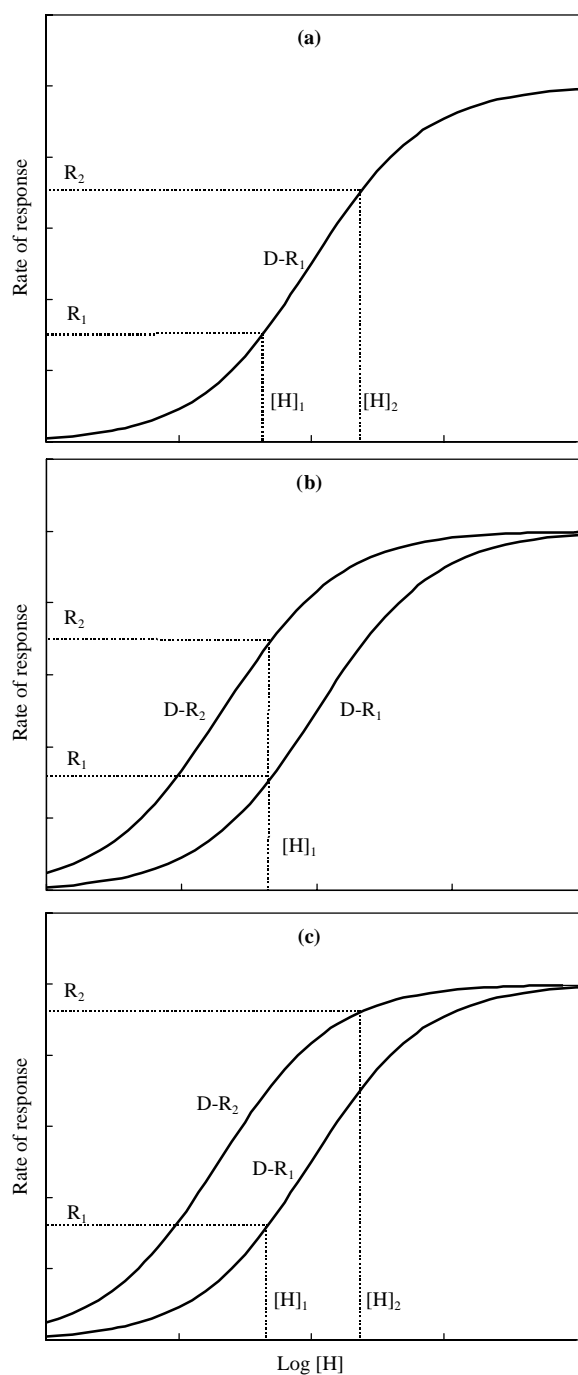 (a)
R₂
D-R₁
R₁
[H]₁
[H]₂
Rate of response
(b)
R₂
D-R₂
D-R₁
R₁
[H]₁
Rate of response
(c)
R₂
D-R₂
D-R₁
R₁
[H]₁
[H]₂
Rate of response
Log [H]